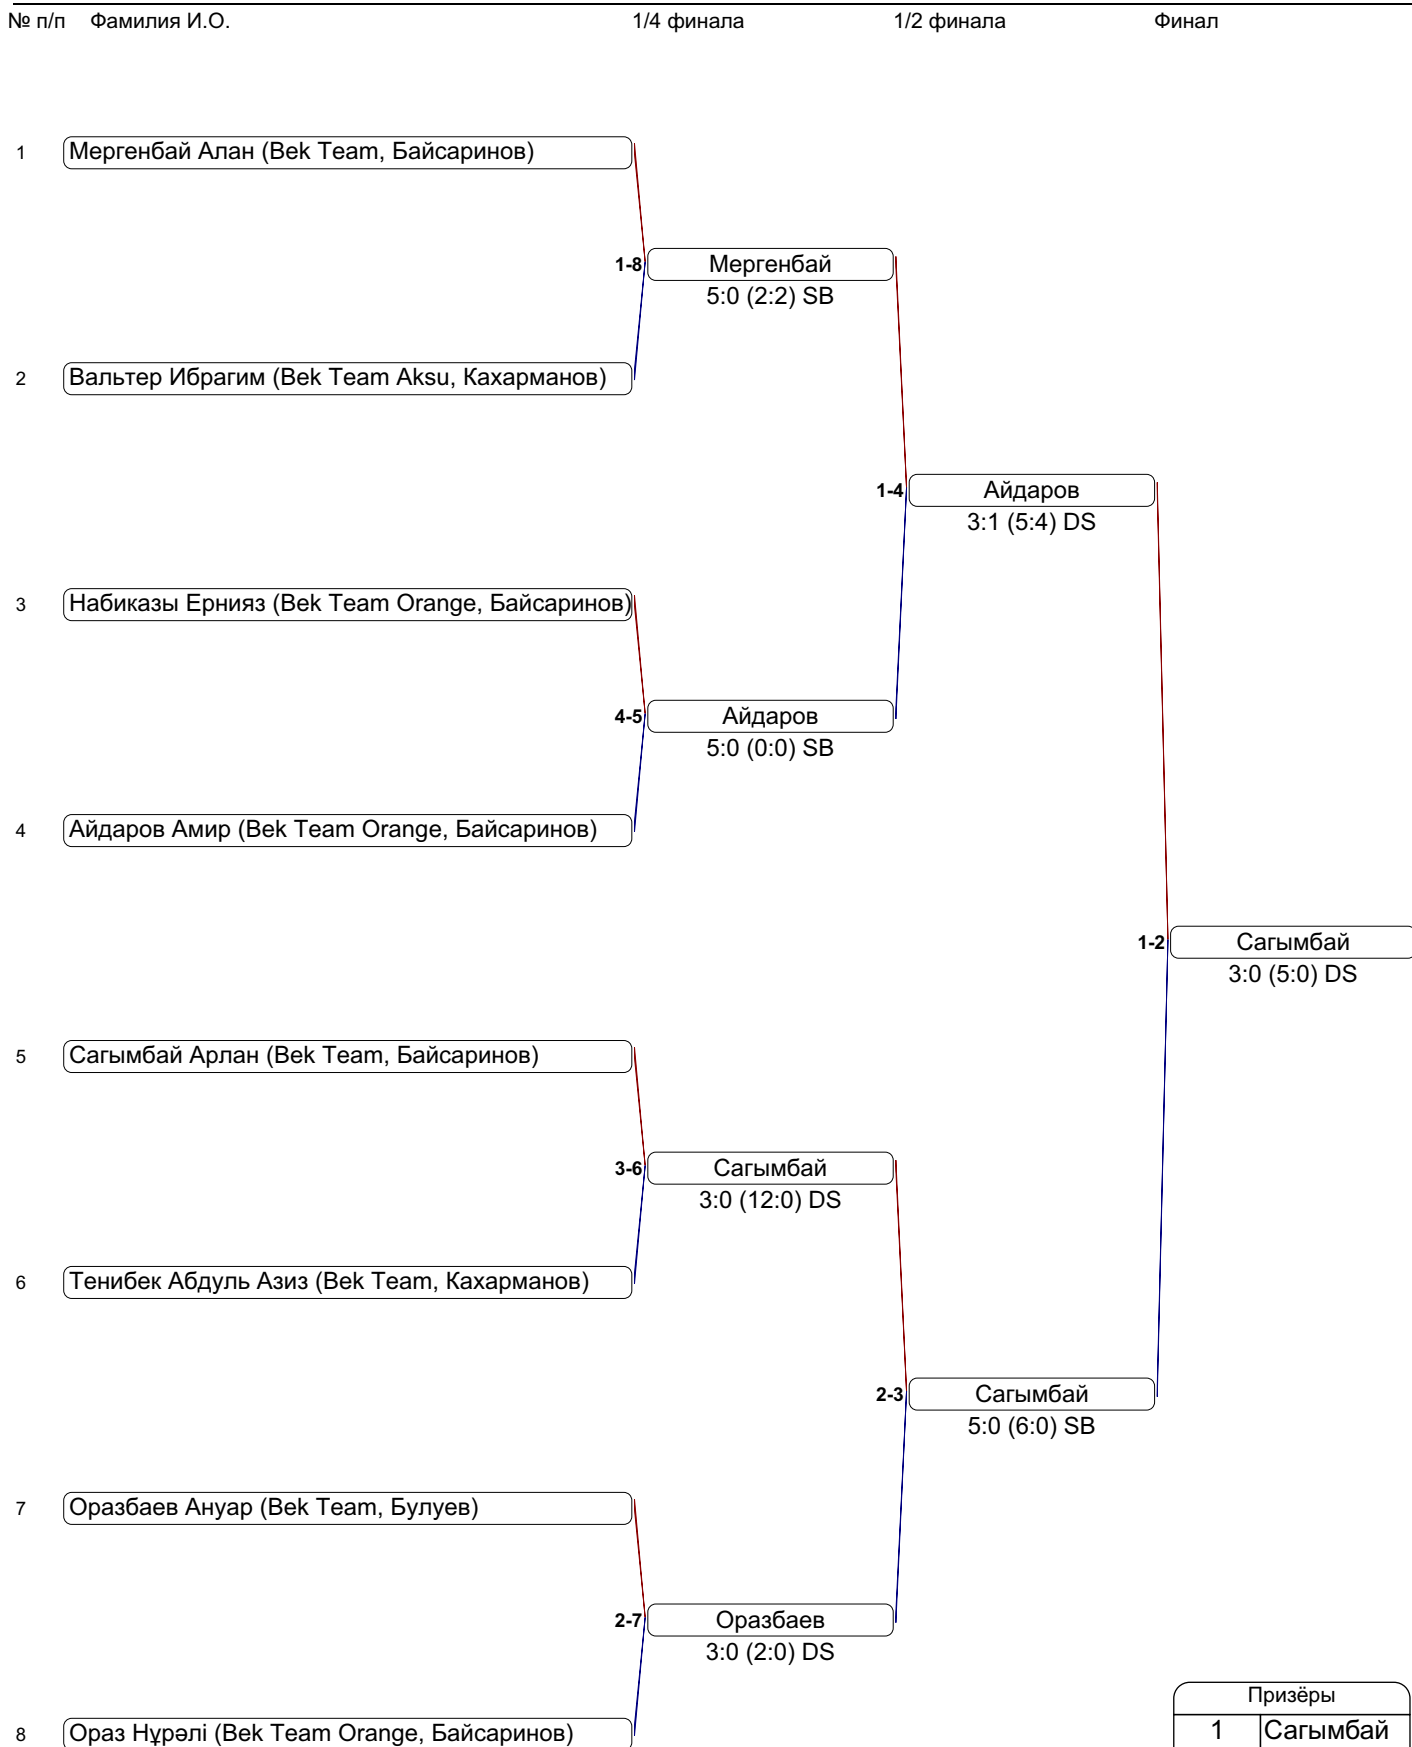 № п/п Фамилия И.О. 1/4 финала 1/2 финала Финал
1 Мергенбай Алан (Bek Team, Байсаринов)
1-8 Мергенбай
5:0 (2:2) SB
2 Вальтер Ибрагим (Bek Team Aksu, Кахарманов)
1-4 Айдаров
3:1 (5:4) DS
3 Набиказы Ернияз (Bek Team Orange, Байсаринов)
4-5 Айдаров
5:0 (0:0) SB
4 Айдаров Амир (Bek Team Orange, Байсаринов)
1-2 Сагымбай
3:0 (5:0) DS
5 Сагымбай Арлан (Bek Team, Байсаринов)
3-6 Сагымбай
3:0 (12:0) DS
6 Тенибек Абдуль Азиз (Bek Team, Кахарманов)
2-3 Сагымбай
5:0 (6:0) SB
7 Оразбаев Ануар (Bek Team, Булуев)
2-7 Оразбаев
3:0 (2:0) DS
Призёры
1 Сагымбай
8 Ораз Нұрәлі (Bek Team Orange, Байсаринов)